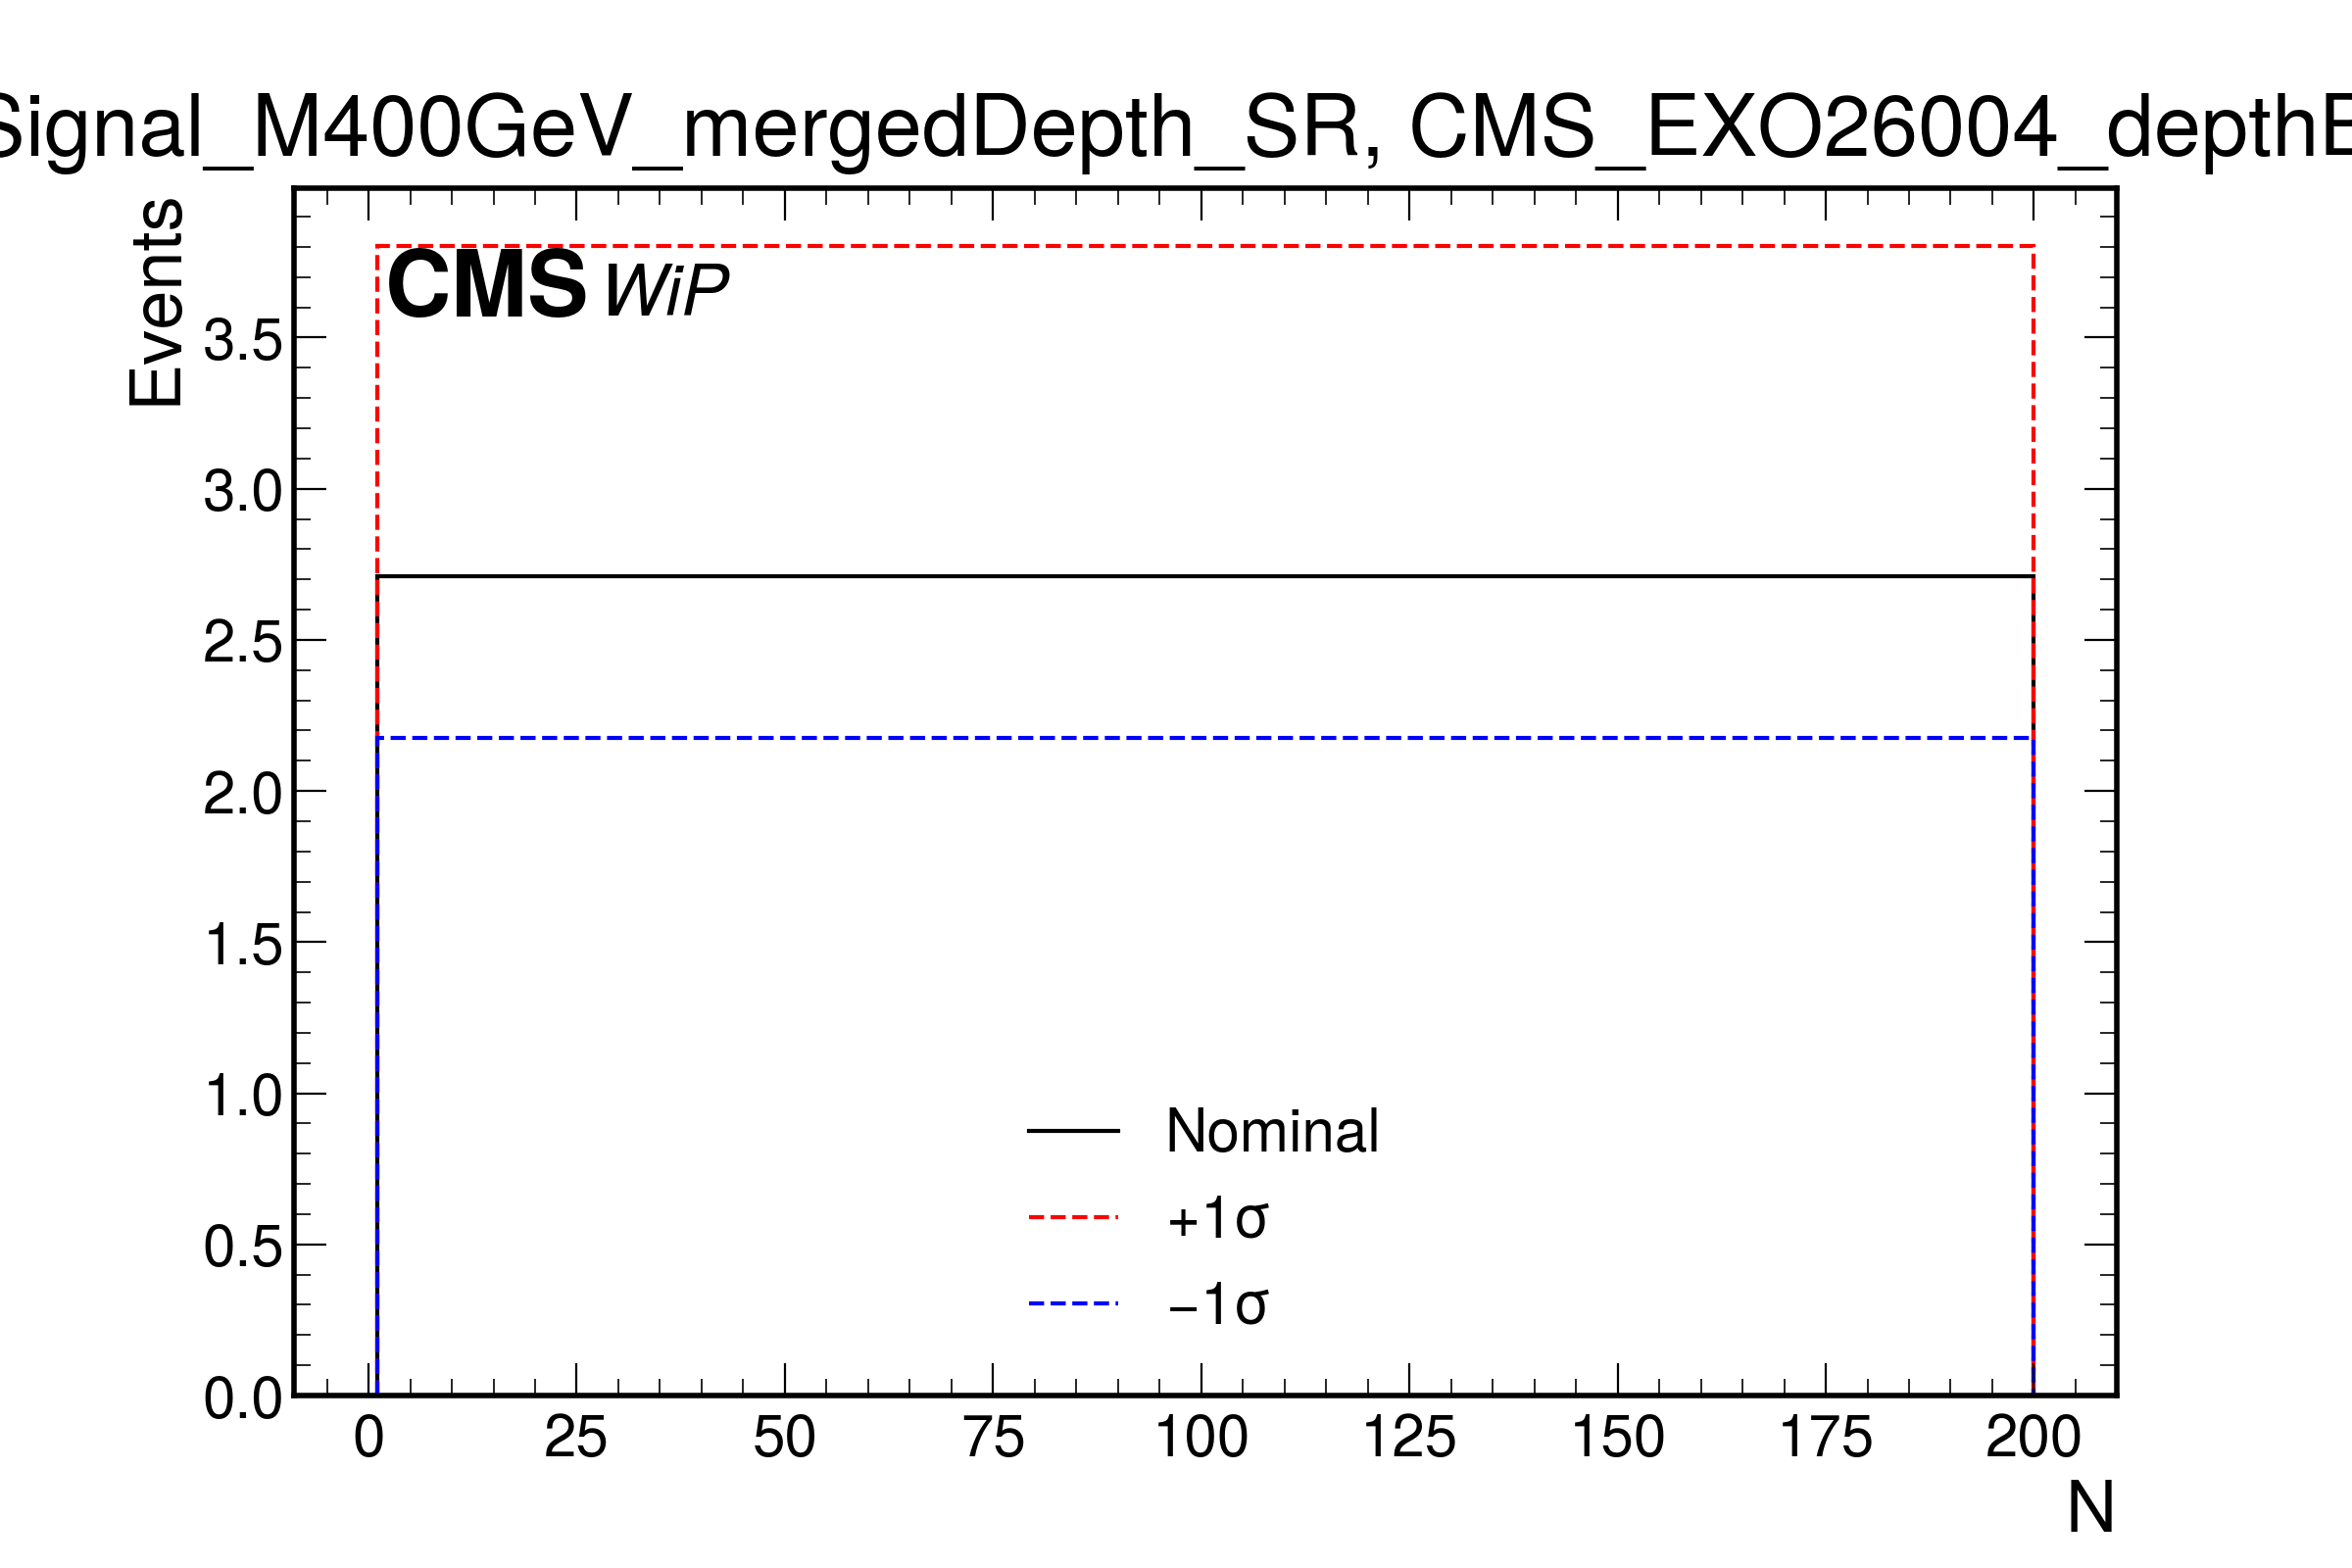 Signal_M400GeV_mergedDepth_SR, CMS_EXO26004_depthE
Events
CMS WiP
3.5
3.0
2.5
2.0
1.5
1.0
0.5
0.0
Nominal
+1σ
−1σ
0 25 50 75 100 125 150 175 200
N